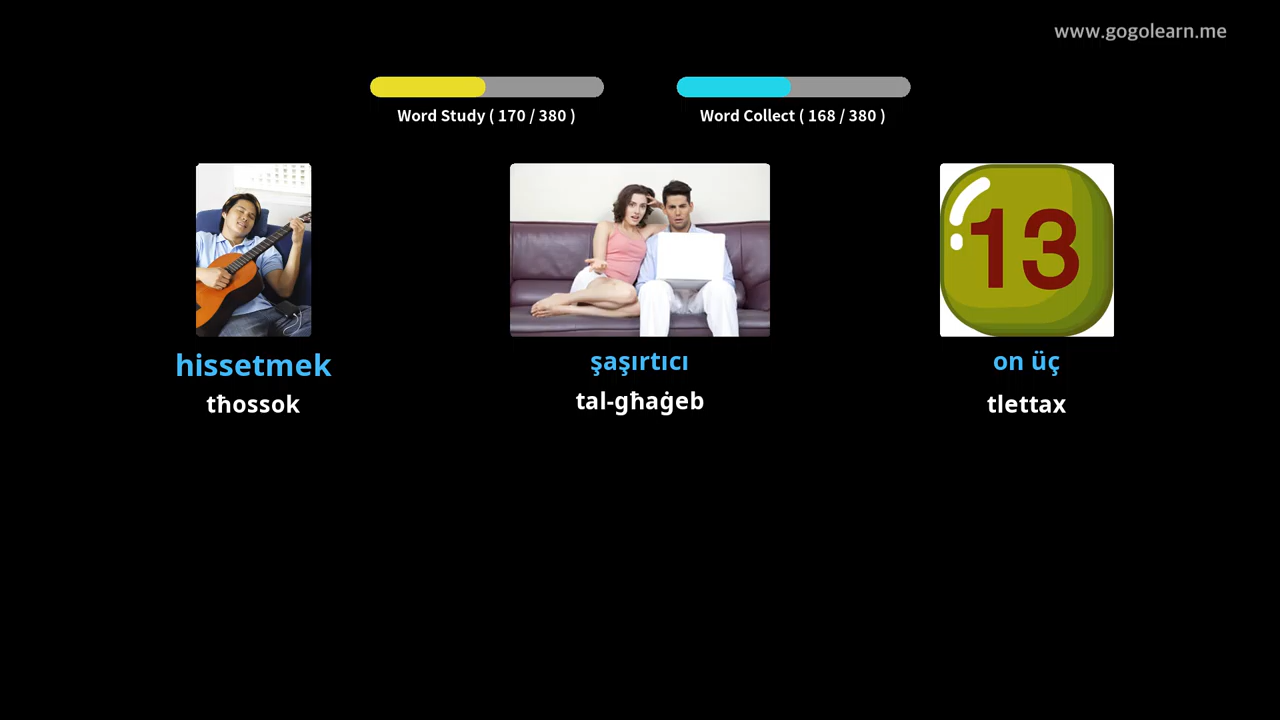 www.gogolearn.me
Word Study ( 170 / 380 )
Word Collect ( 168 / 380 )
13
hissetmek
tħossok
şaşırtıcı
tal-għaġeb
on üç
tlettax